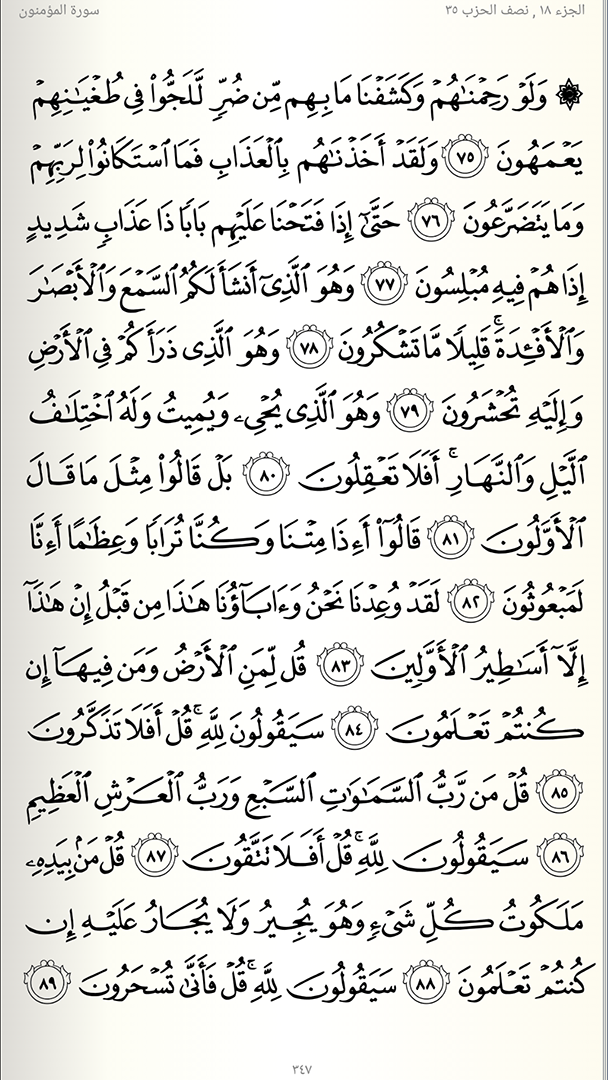 الجزء ١٨ , نصف الحزب ٣٥
سورة المؤمنون
۞ وَلَوْ رَحِمْنَٰهُمْ وَكَشَفْنَا مَا بِهِم مِّن ضُرٍّ لَّلَجُّوا۟ فِى طُغْيَٰنِهِمْ
يَعْمَهُونَ ٧٥ وَلَقَدْ أَخَذْنَٰهُم بِٱلْعَذَابِ فَمَا ٱسْتَكَانُوا۟ لِرَبِّهِمْ
وَمَا يَتَضَرَّعُونَ ٧٦ حَتَّىٰٓ إِذَا فَتَحْنَا عَلَيْهِم بَابًا ذَا عَذَابٍ شَدِيدٍ
إِذَا هُمْ فِيهِ مُبْلِسُونَ ٧٧ وَهُوَ ٱلَّذِىٓ أَنشَأَ لَكُمُ ٱلسَّمْعَ وَٱلْأَبْصَٰرَ
وَٱلْأَفْـِٔدَةَ ۚ قَلِيلًا مَّا تَشْكُرُونَ ٧٨ وَهُوَ ٱلَّذِى ذَرَأَكُمْ فِى ٱلْأَرْضِ
وَإِلَيْهِ تُحْشَرُونَ ٧٩ وَهُوَ ٱلَّذِى يُحْىِۦ وَيُمِيتُ وَلَهُ ٱخْتِلَٰفُ
ٱلَّيْلِ وَٱلنَّهَارِ ۚ أَفَلَا تَعْقِلُونَ ٨٠ بَلْ قَالُوا۟ مِثْلَ مَا قَالَ
ٱلْأَوَّلُونَ ٨١ قَالُوٓا۟ أَءِذَا مِتْنَا وَكُنَّا تُرَابًا وَعِظَٰمًا أَءِنَّا
لَمَبْعُوثُونَ ٨٢ لَقَدْ وُعِدْنَا نَحْنُ وَءَابَآؤُنَا هَٰذَا مِن قَبْلُ إِنْ هَٰذَآ
إِلَّآ أَسَٰطِيرُ ٱلْأَوَّلِينَ ٨٣ قُل لِّمَنِ ٱلْأَرْضُ وَمَن فِيهَآ إِن
كُنتُمْ تَعْلَمُونَ ٨٤ سَيَقُولُونَ لِلَّهِ ۚ قُلْ أَفَلَا تَذَكَّرُونَ
٨٥ قُلْ مَن رَّبُّ ٱلسَّمَٰوَٰتِ ٱلسَّبْعِ وَرَبُّ ٱلْعَرْشِ ٱلْعَظِيمِ
٨٦ سَيَقُولُونَ لِلَّهِ ۚ قُلْ أَفَلَا تَتَّقُونَ ٨٧ قُلْ مَنۢ بِيَدِهِۦ
مَلَكُوتُ كُلِّ شَىْءٍ وَهُوَ يُجِيرُ وَلَا يُجَارُ عَلَيْهِ إِن
كُنتُمْ تَعْلَمُونَ ٨٨ سَيَقُولُونَ لِلَّهِ ۚ قُلْ فَأَنَّىٰ تُسْحَرُونَ ٨٩
٣٤٧